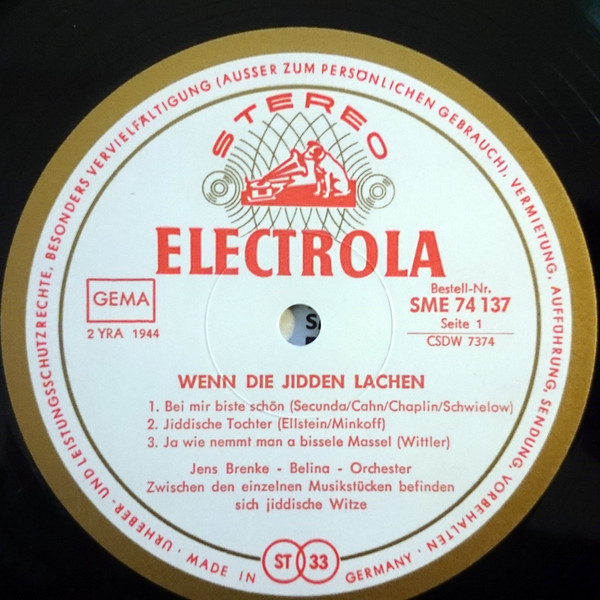 URHEBER- UND LEISTUNGSSCHUTZRECHTE, BESONDERS VERVIELFÄLTIGUNG (AUSSER ZUM PERSÖNLICHEN GEBRAUCH), VERMIETUNG, AUFFÜHRUNG, SENDUNG, VORBEHALTEN · MADE IN GERMANY ·
STEREO
ELECTROLA
GEMA
2 YRA 1944
Bestell-Nr.
SME 74 137
Seite 1
CSDW 7374
WENN DIE JIDDEN LACHEN
1. Bei mir biste schön (Secunda/Cahn/Chaplin/Schwielow)
2. Jiddische Tochter (Ellstein/Minkoff)
3. Ja wie nemmt man a bissele Massel (Wittler)
Jens Brenke - Belina - Orchester
Zwischen den einzelnen Musikstücken befinden
sich jiddische Witze
ST 33